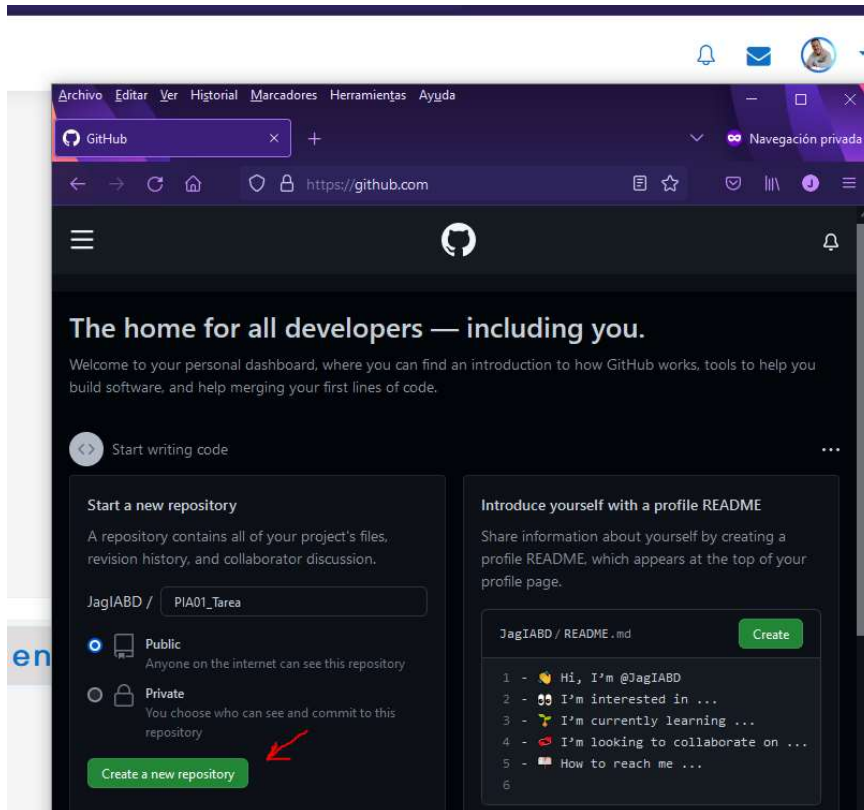 Archivo Editar Ver Historial Marcadores Herramientas Ayuda
GitHub
Navegación privada
https://github.com
J
The home for all developers — including you.
Welcome to your personal dashboard, where you can find an introduction to how GitHub works, tools to help you
build software, and help merging your first lines of code.
<> Start writing code
Start a new repository
A repository contains all of your project's files,
revision history, and collaborator discussion.
JagIABD / PIA01_Tarea
Public
Anyone on the internet can see this repository
Private
You choose who can see and commit to this
repository
Create a new repository
Introduce yourself with a profile README
Share information about yourself by creating a
profile README, which appears at the top of your
profile page.
JagIABD / README.md
Create
1 - 👋 Hi, I'm @JagIABD
2 - 👀 I'm interested in ...
3 - 🌱 I'm currently learning ...
4 - 💞️ I'm looking to collaborate on ...
5 - 📫 How to reach me ...
6
en